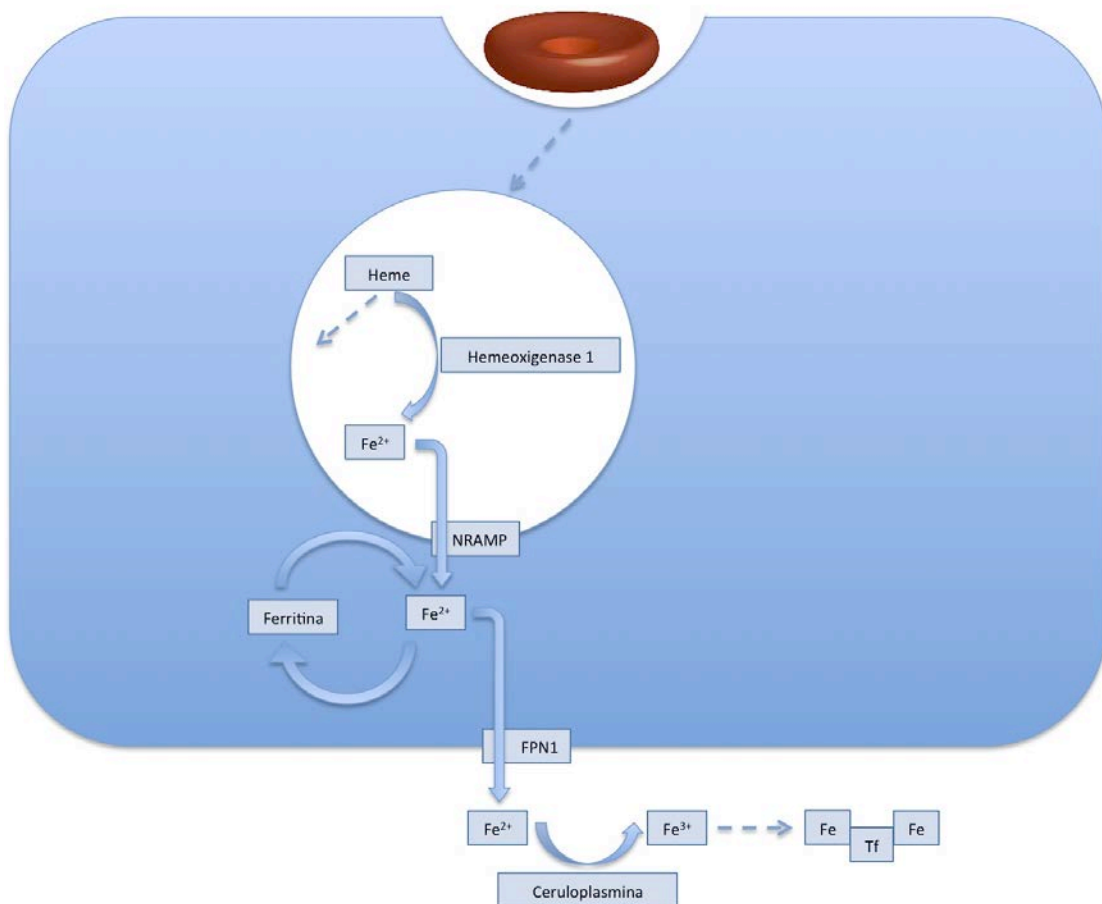 Heme
Hemeoxigenase 1
Fe²⁺
NRAMP
Ferritina
Fe²⁺
FPN1
Fe²⁺
Fe³⁺
Fe
Fe
Tf
Ceruloplasmina